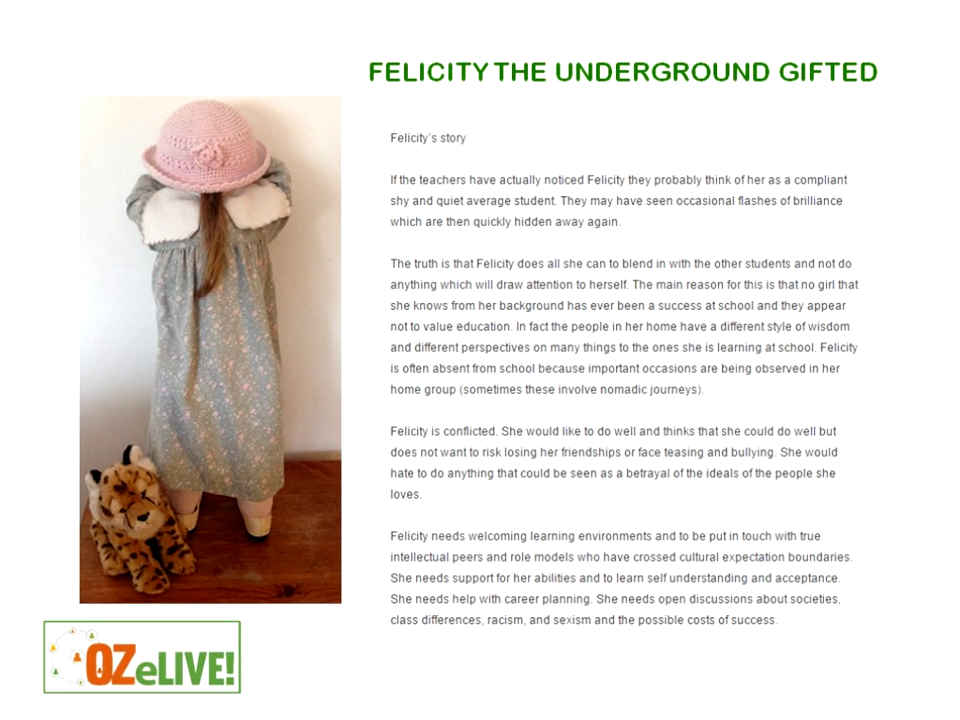 FELICITY THE UNDERGROUND GIFTED
Felicity's story
If the teachers have actually noticed Felicity they probably think of her as a compliant
shy and quiet average student. They may have seen occasional flashes of brilliance
which are then quickly hidden away again.
The truth is that Felicity does all she can to blend in with the other students and not do
anything which will draw attention to herself. The main reason for this is that no girl that
she knows from her background has ever been a success at school and they appear
not to value education. In fact the people in her home have a different style of wisdom
and different perspectives on many things to the ones she is learning at school. Felicity
is often absent from school because important occasions are being observed in her
home group (sometimes these involve nomadic journeys).
Felicity is conflicted. She would like to do well and thinks that she could do well but
does not want to risk losing her friendships or face teasing and bullying. She would
hate to do anything that could be seen as a betrayal of the ideals of the people she
loves.
Felicity needs welcoming learning environments and to be put in touch with true
intellectual peers and role models who have crossed cultural expectation boundaries.
She needs support for her abilities and to learn self understanding and acceptance.
She needs help with career planning. She needs open discussions about societies,
class differences, racism, and sexism and the possible costs of success.
OZeLIVE!